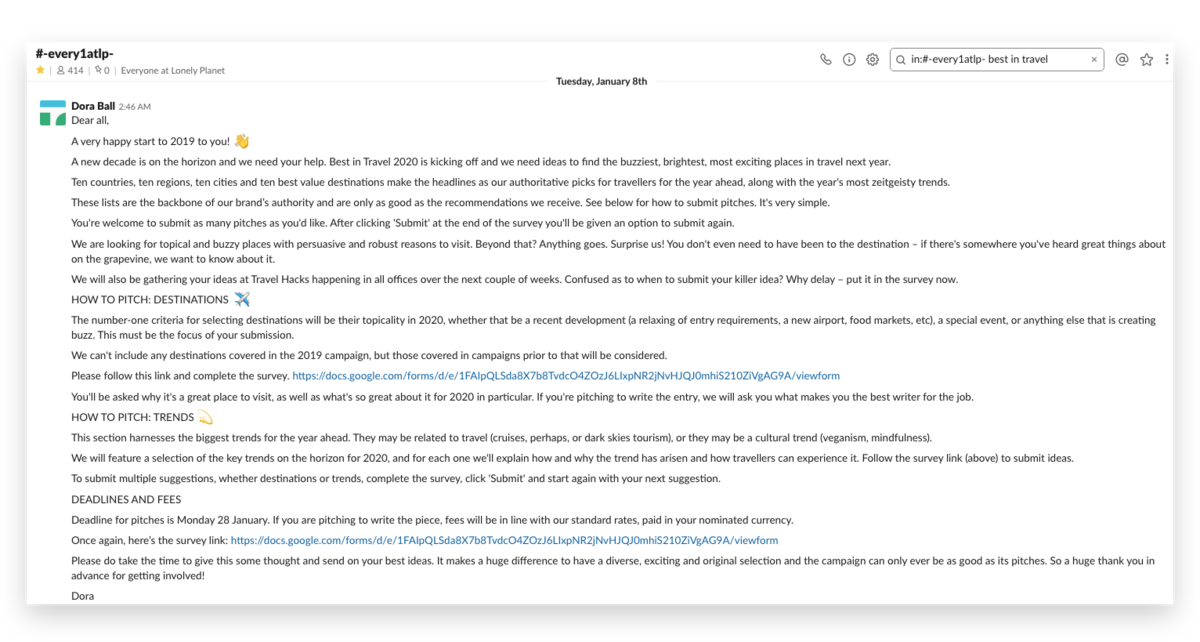 #-every1atlp-
414 | 0 | Everyone at Lonely Planet
in:#-every1atlp- best in travel
Tuesday, January 8th
Dora Ball 2:46 AM
Dear all,
A very happy start to 2019 to you! 👋
A new decade is on the horizon and we need your help. Best in Travel 2020 is kicking off and we need ideas to find the buzziest, brightest, most exciting places in travel next year.
Ten countries, ten regions, ten cities and ten best value destinations make the headlines as our authoritative picks for travellers for the year ahead, along with the year's most zeitgeisty trends.
These lists are the backbone of our brand's authority and are only as good as the recommendations we receive. See below for how to submit pitches. It's very simple.
You're welcome to submit as many pitches as you'd like. After clicking 'Submit' at the end of the survey you'll be given an option to submit again.
We are looking for topical and buzzy places with persuasive and robust reasons to visit. Beyond that? Anything goes. Surprise us! You don't even need to have been to the destination – if there's somewhere you've heard great things about
on the grapevine, we want to know about it.
We will also be gathering your ideas at Travel Hacks happening in all offices over the next couple of weeks. Confused as to when to submit your killer idea? Why delay – put it in the survey now.
HOW TO PITCH: DESTINATIONS ✈️
The number-one criteria for selecting destinations will be their topicality in 2020, whether that be a recent development (a relaxing of entry requirements, a new airport, food markets, etc), a special event, or anything else that is creating
buzz. This must be the focus of your submission.
We can't include any destinations covered in the 2019 campaign, but those covered in campaigns prior to that will be considered.
Please follow this link and complete the survey. https://docs.google.com/forms/d/e/1FAIpQLSda8X7b8TvdcO4ZOzJ6LIxpNR2jNvHJQJ0mhiS210ZiVgAG9A/viewform
You'll be asked why it's a great place to visit, as well as what's so great about it for 2020 in particular. If you're pitching to write the entry, we will ask you what makes you the best writer for the job.
HOW TO PITCH: TRENDS 💫
This section harnesses the biggest trends for the year ahead. They may be related to travel (cruises, perhaps, or dark skies tourism), or they may be a cultural trend (veganism, mindfulness).
We will feature a selection of the key trends on the horizon for 2020, and for each one we'll explain how and why the trend has arisen and how travellers can experience it. Follow the survey link (above) to submit ideas.
To submit multiple suggestions, whether destinations or trends, complete the survey, click 'Submit' and start again with your next suggestion.
DEADLINES AND FEES
Deadline for pitches is Monday 28 January. If you are pitching to write the piece, fees will be in line with our standard rates, paid in your nominated currency.
Once again, here's the survey link: https://docs.google.com/forms/d/e/1FAIpQLSda8X7b8TvdcO4ZOzJ6LIxpNR2jNvHJQJ0mhiS210ZiVgAG9A/viewform
Please do take the time to give this some thought and send on your best ideas. It makes a huge difference to have a diverse, exciting and original selection and the campaign can only ever be as good as its pitches. So a huge thank you in
advance for getting involved!
Dora